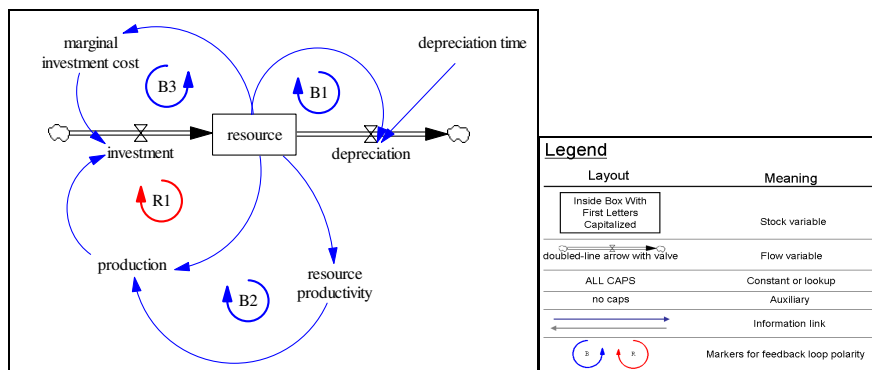 marginal
investment cost
depreciation time
B3
B1
resource
investment
depreciation
R1
production
resource
productivity
B2
Legend
Layout
Meaning
Inside Box With
First Letters
Capitalized
Stock variable
doubled-line arrow with valve
Flow variable
ALL CAPS
Constant or lookup
no caps
Auxiliary
Information link
B
R
Markers for feedback loop polarity